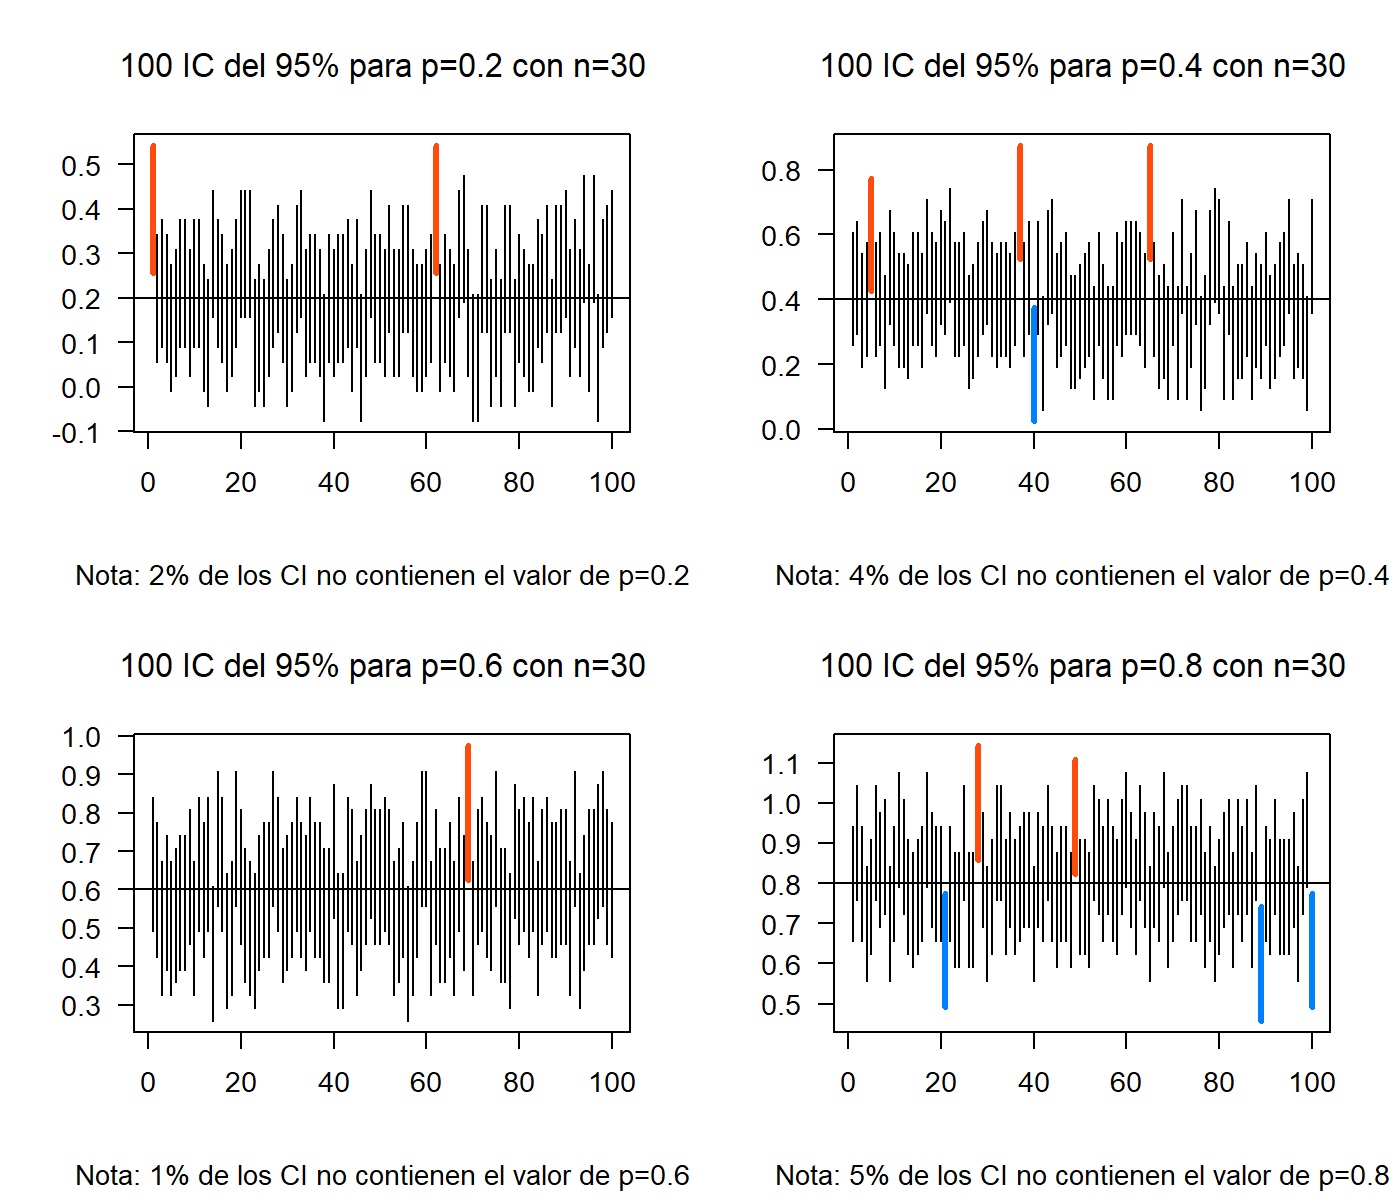 100 IC del 95% para p=0.2 con n=30
0.5
0.4
0.3
0.2
0.1
0.0
-0.1
0 20 40 60 80 100
Nota: 2% de los CI no contienen el valor de p=0.2
100 IC del 95% para p=0.4 con n=30
0.8
0.6
0.4
0.2
0.0
0 20 40 60 80 100
Nota: 4% de los CI no contienen el valor de p=0.4
100 IC del 95% para p=0.6 con n=30
1.0
0.9
0.8
0.7
0.6
0.5
0.4
0.3
0 20 40 60 80 100
Nota: 1% de los CI no contienen el valor de p=0.6
100 IC del 95% para p=0.8 con n=30
1.1
1.0
0.9
0.8
0.7
0.6
0.5
0 20 40 60 80 100
Nota: 5% de los CI no contienen el valor de p=0.8